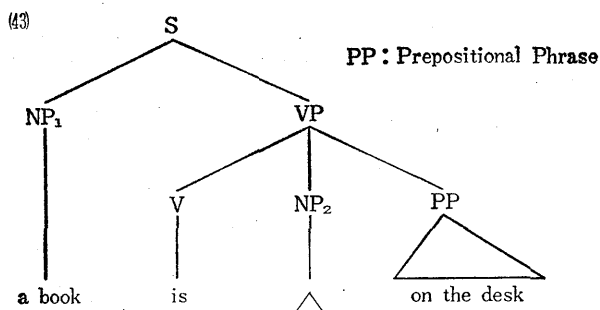 (43)
S
PP : Prepositional Phrase
NP₁ VP
V NP₂ PP
a book is △ on the desk